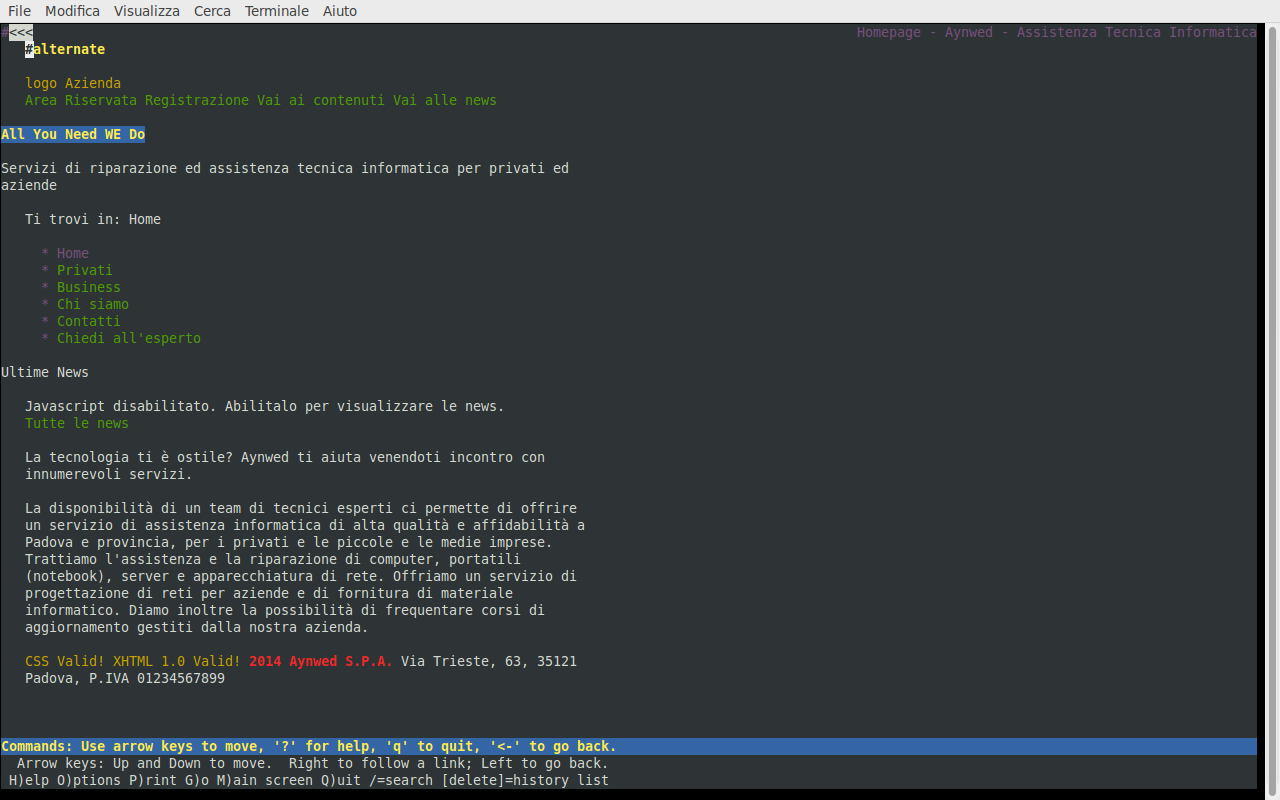 File Modifica Visualizza Cerca Terminale Aiuto
#<<< Homepage - Aynwed - Assistenza Tecnica Informatica
#alternate
logo Azienda
Area Riservata Registrazione Vai ai contenuti Vai alle news
All You Need WE Do
Servizi di riparazione ed assistenza tecnica informatica per privati ed
aziende
Ti trovi in: Home
* Home
* Privati
* Business
* Chi siamo
* Contatti
* Chiedi all'esperto
Ultime News
Javascript disabilitato. Abilitalo per visualizzare le news.
Tutte le news
La tecnologia ti è ostile? Aynwed ti aiuta venendoti incontro con
innumerevoli servizi.
La disponibilità di un team di tecnici esperti ci permette di offrire
un servizio di assistenza informatica di alta qualità e affidabilità a
Padova e provincia, per i privati e le piccole e le medie imprese.
Trattiamo l'assistenza e la riparazione di computer, portatili
(notebook), server e apparecchiatura di rete. Offriamo un servizio di
progettazione di reti per aziende e di fornitura di materiale
informatico. Diamo inoltre la possibilità di frequentare corsi di
aggiornamento gestiti dalla nostra azienda.
CSS Valid! XHTML 1.0 Valid! 2014 Aynwed S.P.A. Via Trieste, 63, 35121
Padova, P.IVA 01234567899
Commands: Use arrow keys to move, '?' for help, 'q' to quit, '<-' to go back.
Arrow keys: Up and Down to move.  Right to follow a link; Left to go back.
H)elp O)ptions P)rint G)o M)ain screen Q)uit /=search [delete]=history list